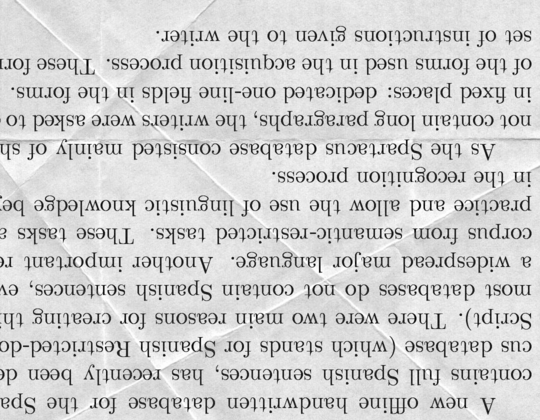 A new offline handwritten database for the Spa
contains full Spanish sentences, has recently been de
cus database (which stands for Spanish Restricted-do
Script). There were two main reasons for creating thi
most databases do not contain Spanish sentences, ev
a widespread major language. Another important re
corpus from semantic-restricted tasks. These tasks a
practice and allow the use of linguistic knowledge bey
in the recognition process.
As the Spartacus database consisted mainly of sh
not contain long paragraphs, the writers were asked to
in fixed places: dedicated one-line fields in the forms.
of the forms used in the acquisition process. These forr
set of instructions given to the writer.